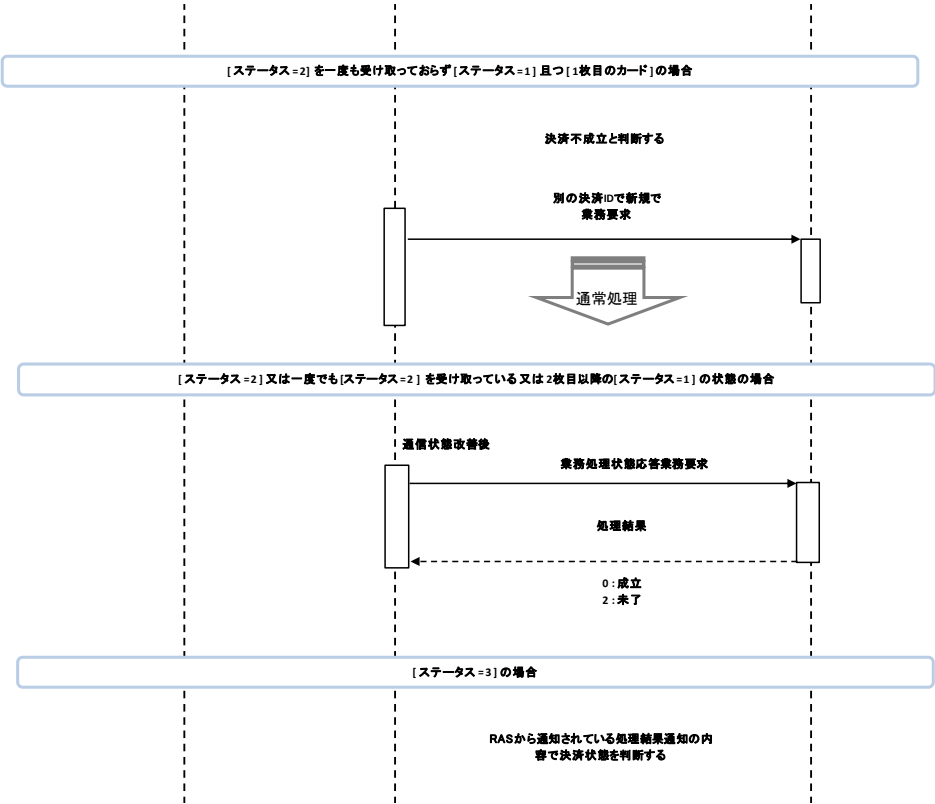 [ステータス=2]を一度も受け取っておらず[ステータス=1]且つ[1枚目のカード]の場合
決済不成立と判断する
別の決済IDで新規で
業務要求
通常処理
[ステータス=2]又は一度でも[ステータス=2]を受け取っている又は2枚目以降の[ステータス=1]の状態の場合
通信状態改善後
業務処理状態応答業務要求
処理結果
0:成立
2:未了
[ステータス=3]の場合
RASから通知されている処理結果通知の内
容で決済状態を判断する